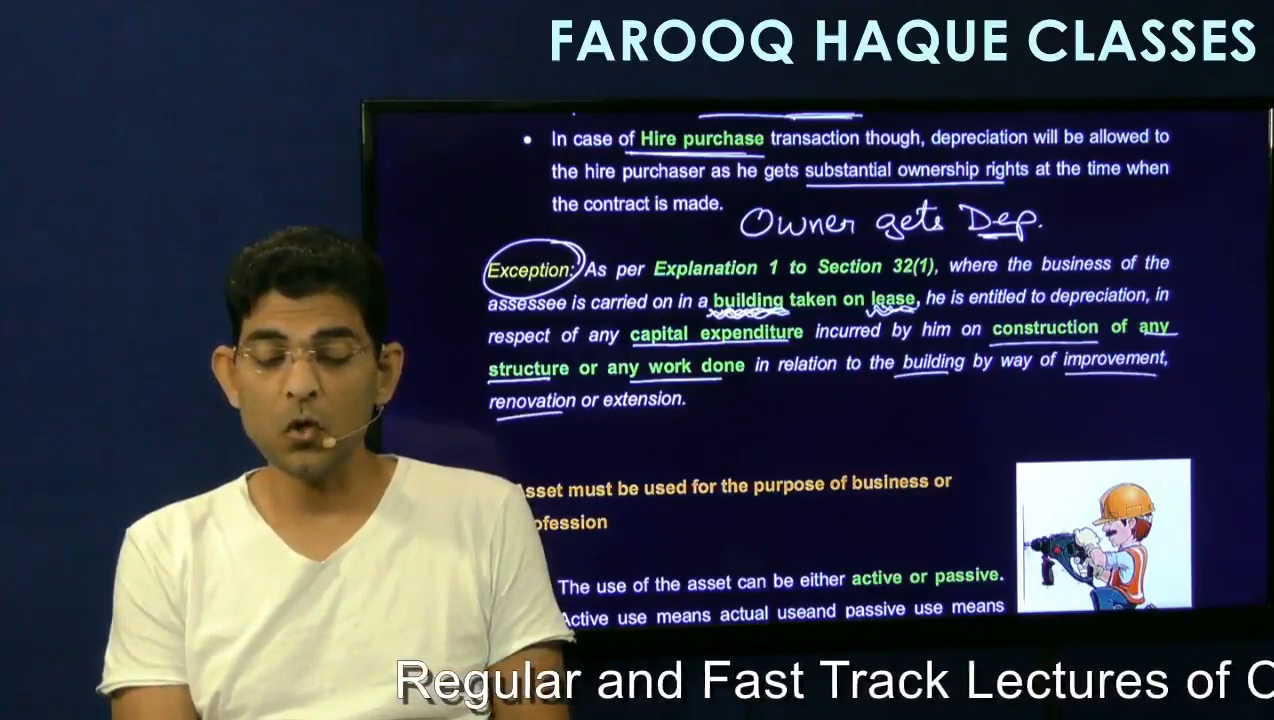 FAROOQ HAQUE CLASSES
• In case of Hire purchase transaction though, depreciation will be allowed to
the hire purchaser as he gets substantial ownership rights at the time when
the contract is made.
Owner gets Dep.
Exception: As per Explanation 1 to Section 32(1), where the business of the
assessee is carried on in a building taken on lease, he is entitled to depreciation, in
respect of any capital expenditure incurred by him on construction of any
structure or any work done in relation to the building by way of improvement,
renovation or extension.
sset must be used for the purpose of business or
ofession
The use of the asset can be either active or passive.
Active use means actual useand passive use means
Regular and Fast Track Lectures of